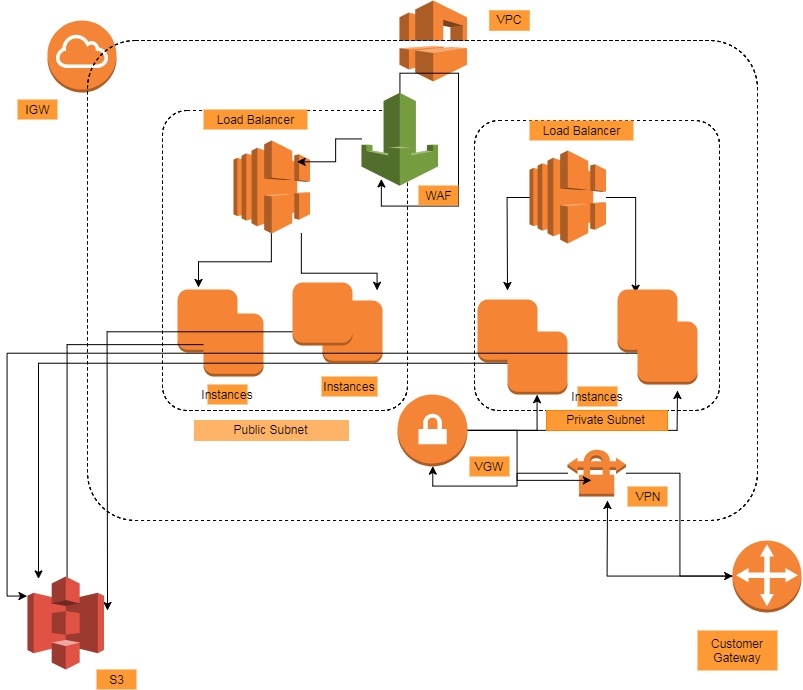 VPC
IGW
Load Balancer
Load Balancer
WAF
Instances
Instances
Instances
Public Subnet
Private Subnet
VGW
VPN
Customer
Gateway
S3